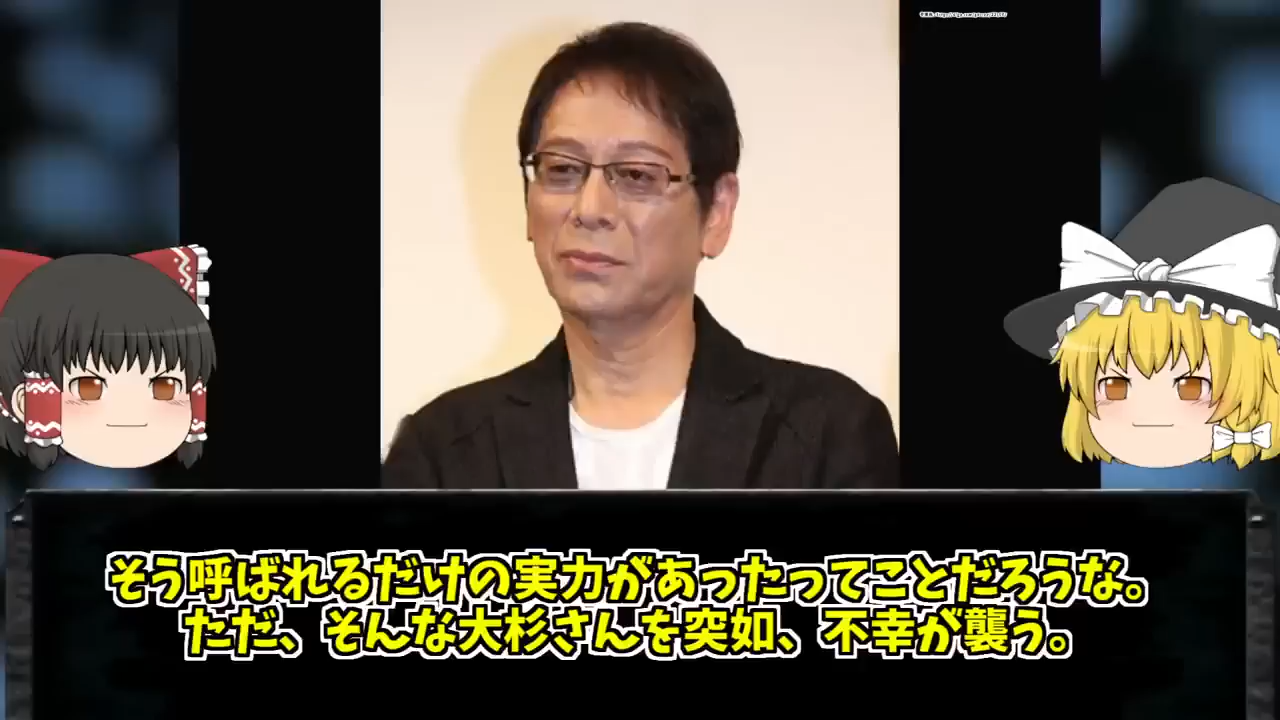 そう呼ばれるだけの実力があったってことだろうな。
ただ、そんな大杉さんを突如、不幸が襲う。